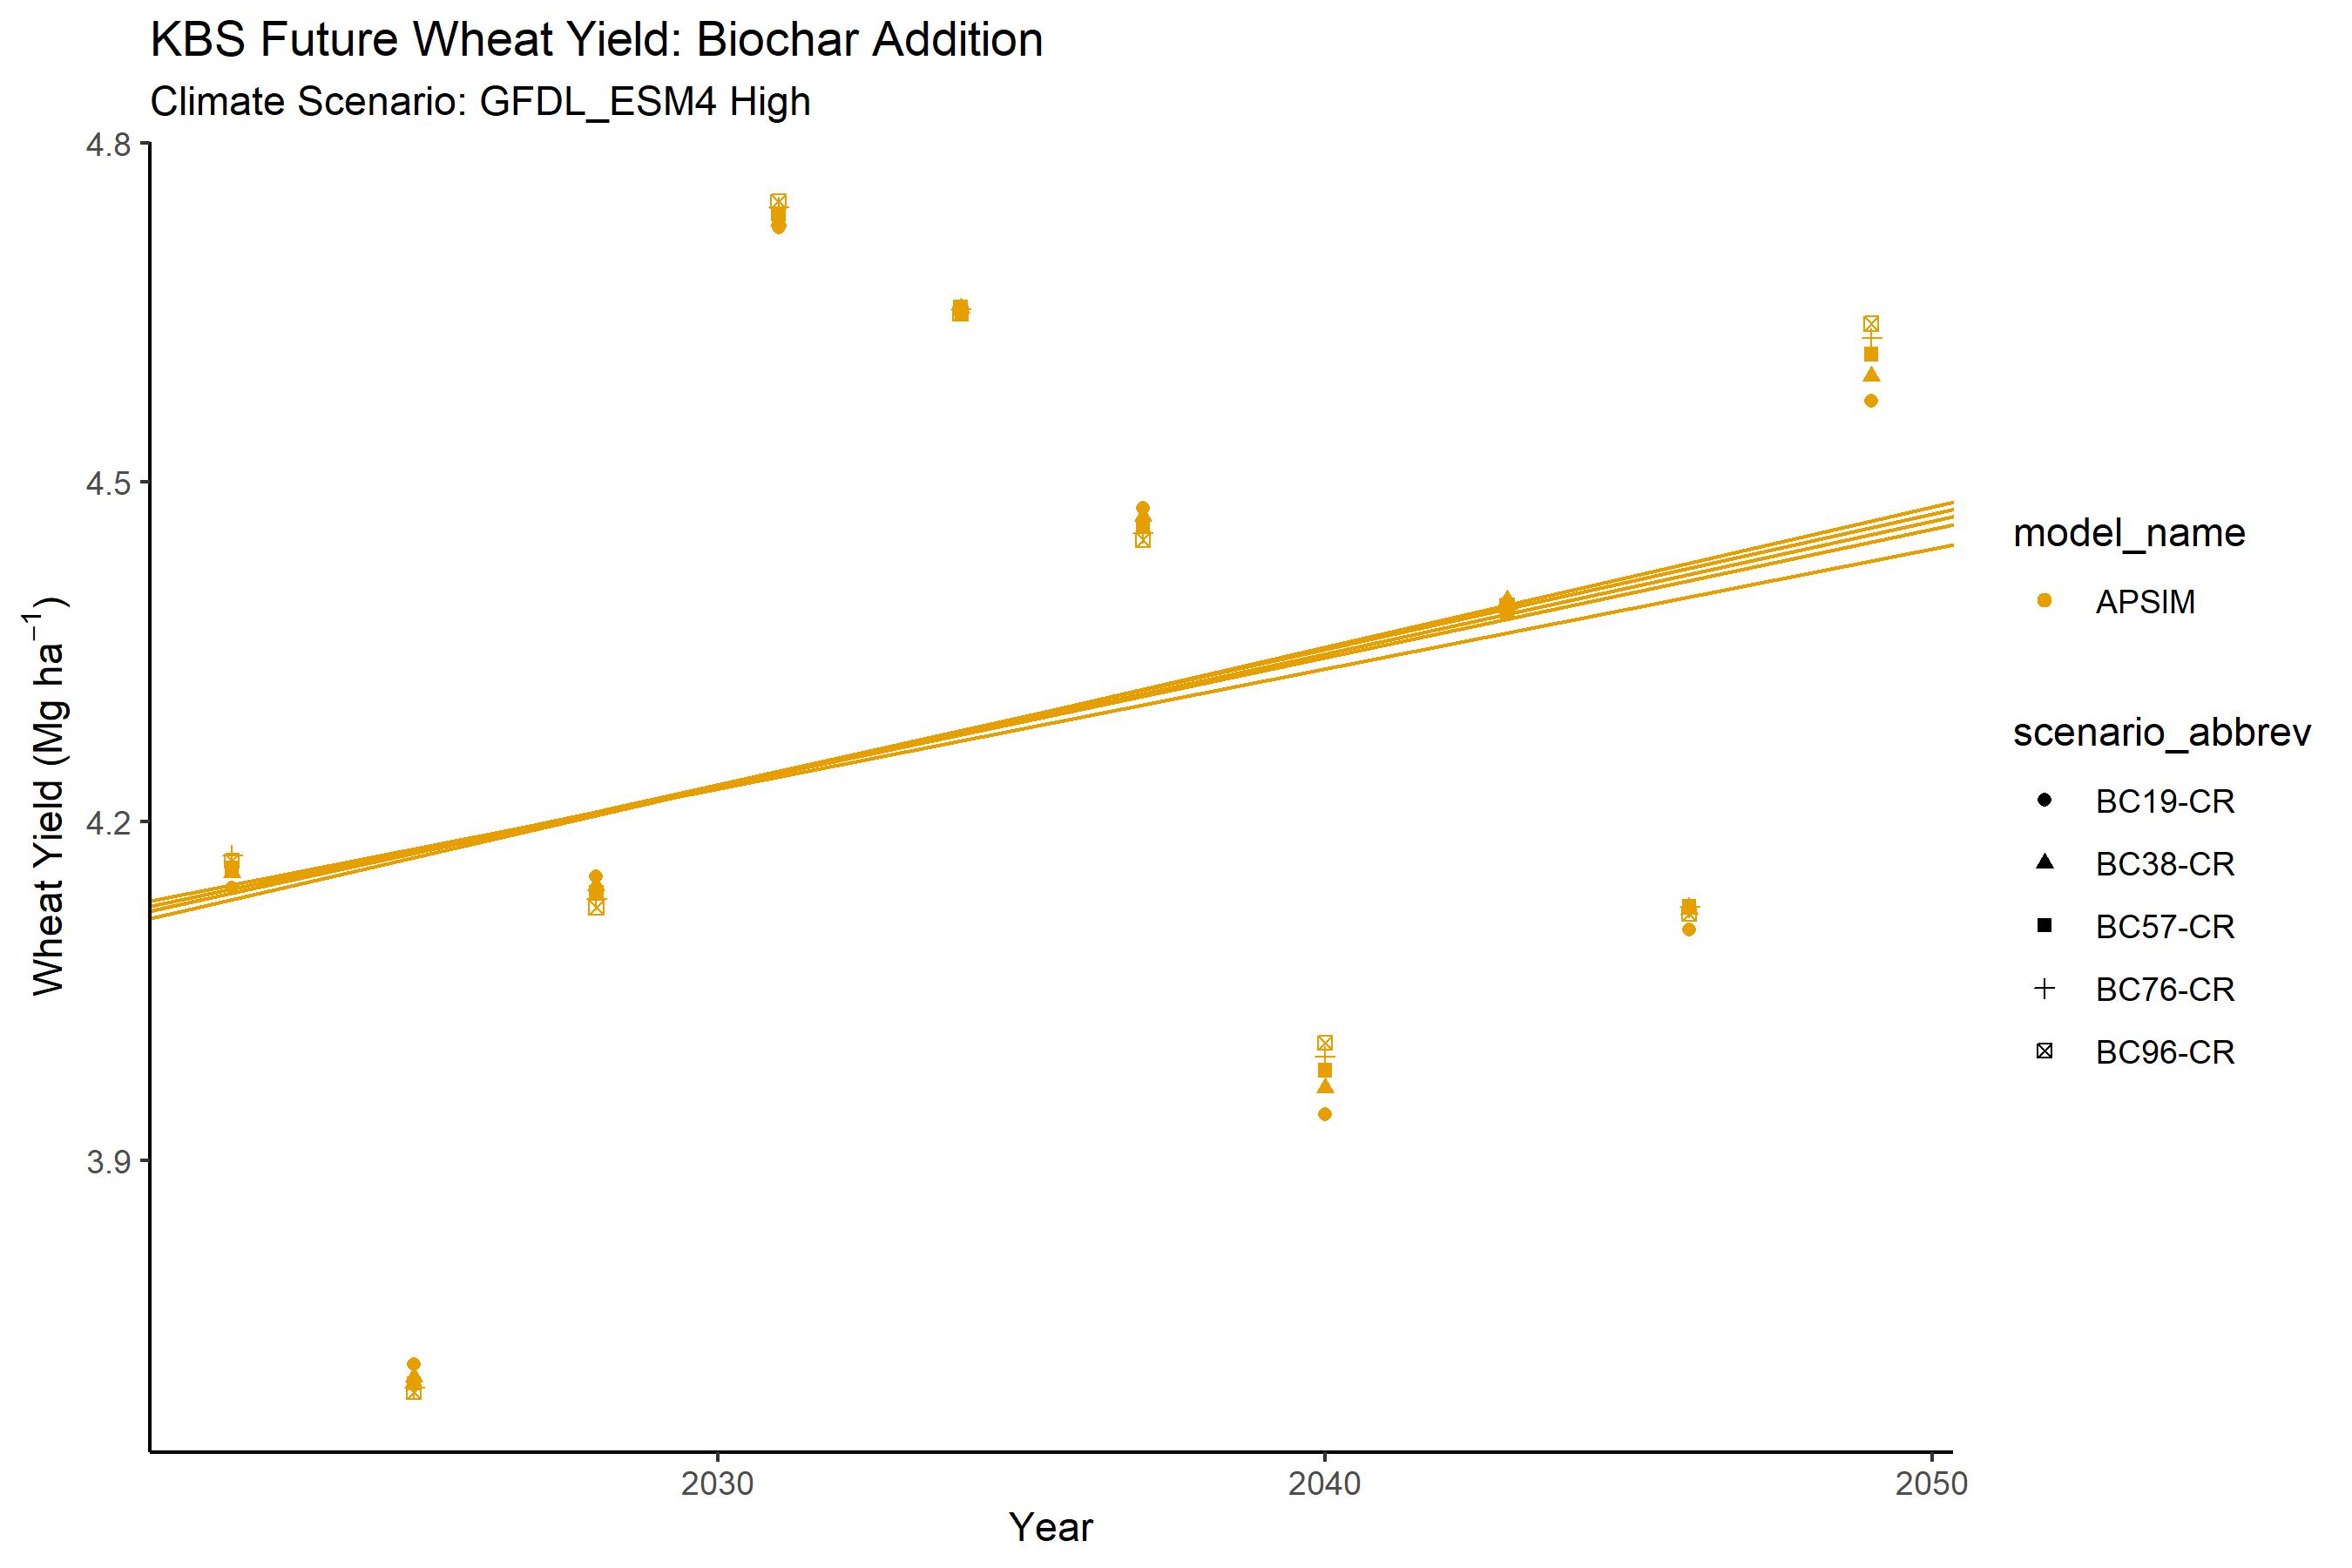 KBS Future Wheat Yield: Biochar Addition
Climate Scenario: GFDL_ESM4 High
4.8
4.5
4.2
3.9
Wheat Yield (Mg ha⁻¹)
2030
2040
2050
Year
model_name
APSIM
scenario_abbrev
BC19-CR
BC38-CR
BC57-CR
BC76-CR
BC96-CR